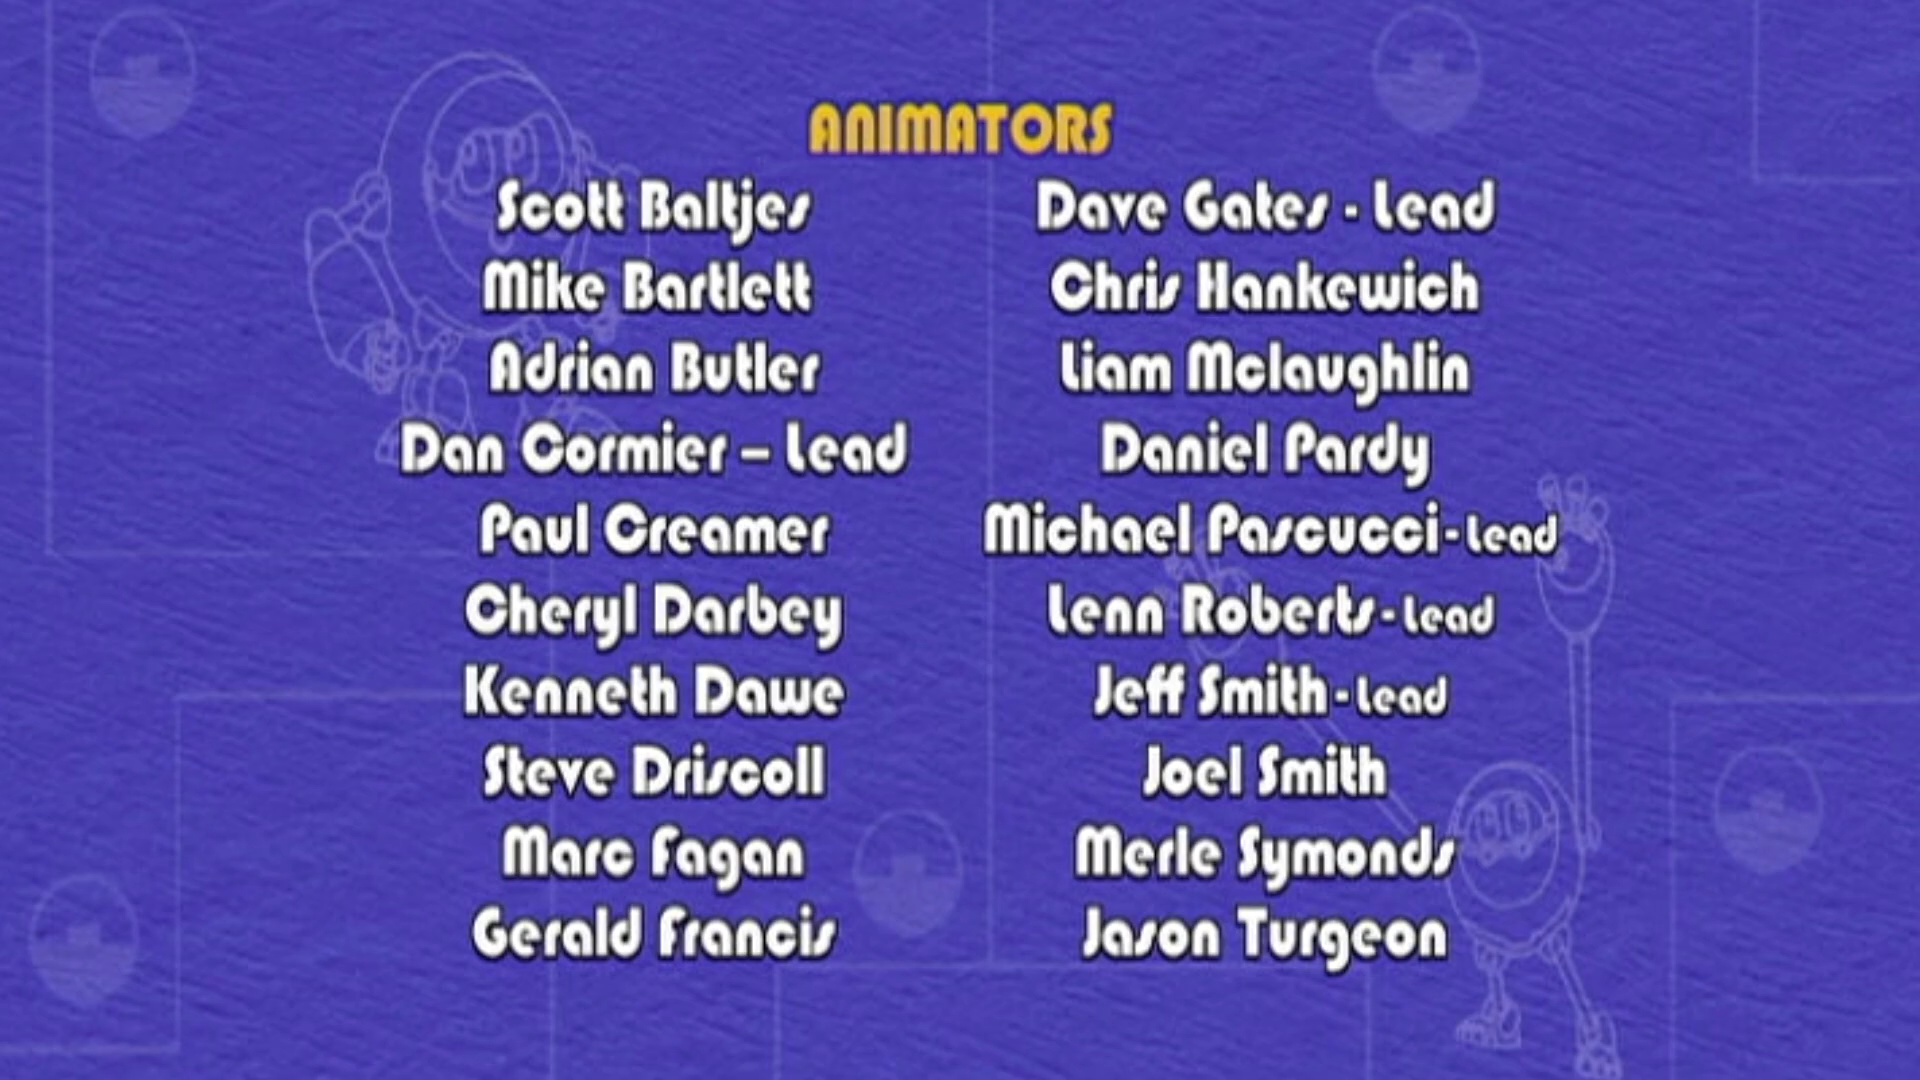 ANIMATORS
Scott Baltjes
Mike Bartlett
Adrian Butler
Dan Cormier – Lead
Paul Creamer
Cheryl Darbey
Kenneth Dawe
Steve Driscoll
Marc Fagan
Gerald Francis
Dave Gates - Lead
Chris Hankewich
Liam Mclaughlin
Daniel Pardy
Michael Pascucci - Lead
Lenn Roberts - Lead
Jeff Smith - Lead
Joel Smith
Merle Symonds
Jason Turgeon